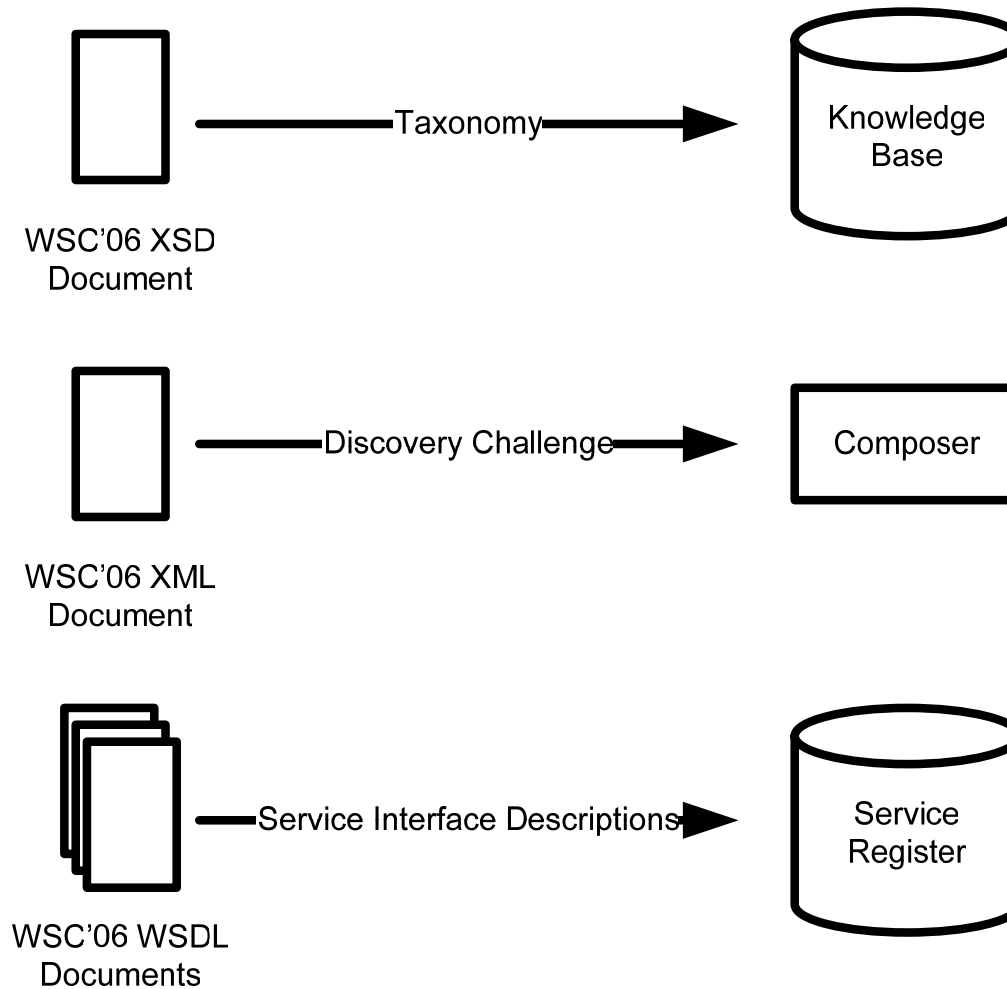 Taxonomy
Knowledge
Base
WSC'06 XSD
Document
Discovery Challenge
Composer
WSC'06 XML
Document
Service Interface Descriptions
Service
Register
WSC'06 WSDL
Documents